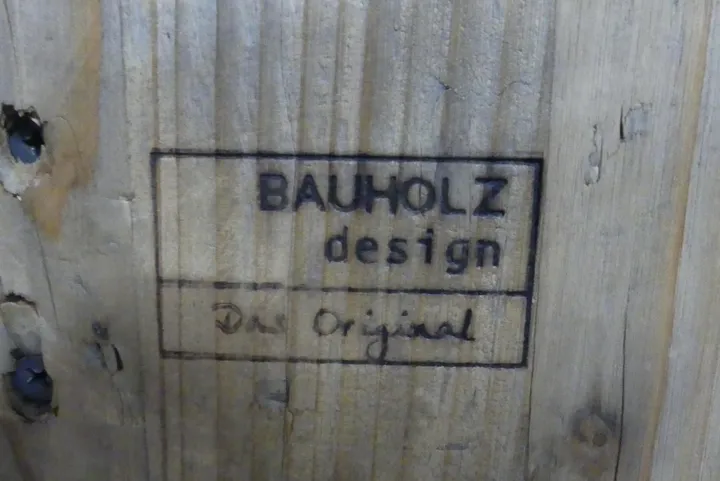 BAUHOLZ
design
Das Original